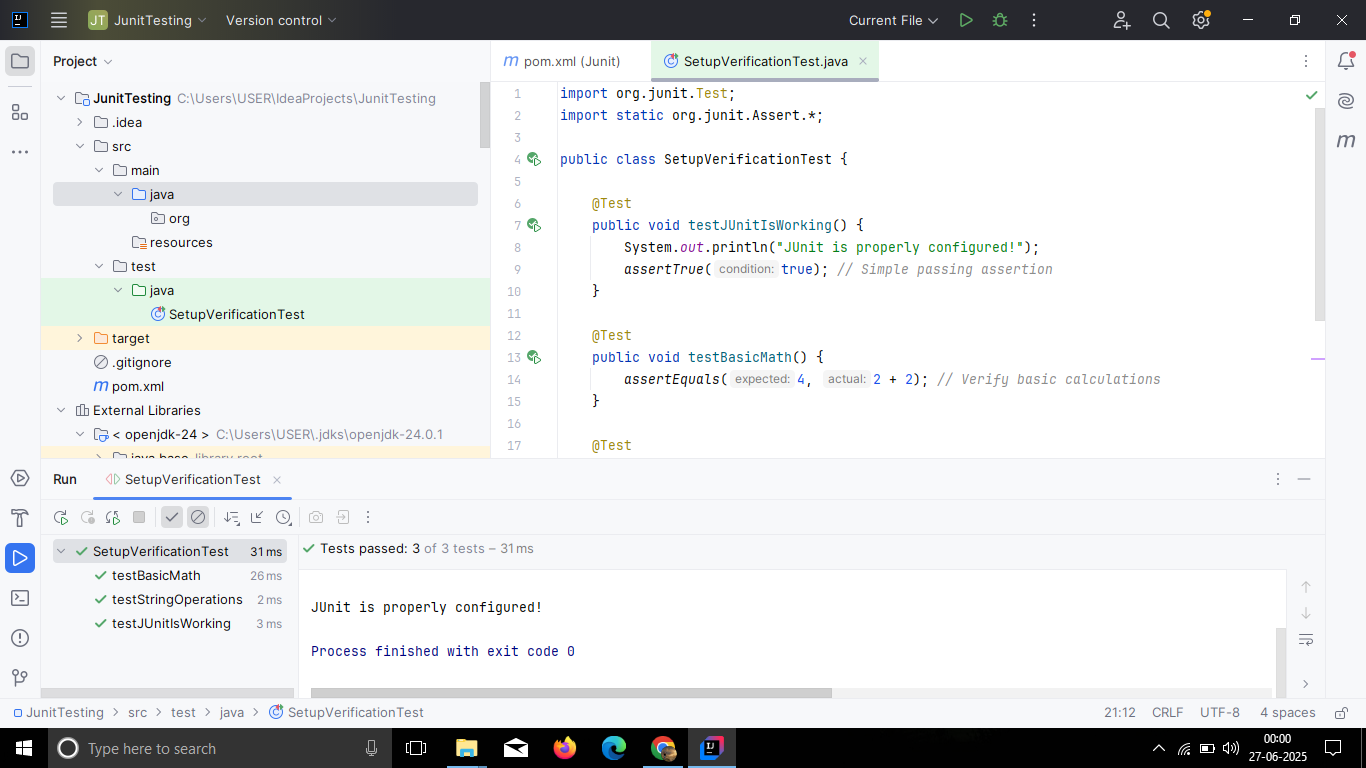 JT JunitTesting Version control Current File
Project
pom.xml (Junit) SetupVerificationTest.java
JunitTesting C:\Users\USER\IdeaProjects\JunitTesting
.idea
src
main
java
org
resources
test
java
SetupVerificationTest
target
.gitignore
pom.xml
External Libraries
< openjdk-24 > C:\Users\USER\.jdks\openjdk-24.0.1
java.base library root
1 import org.junit.Test;
2 import static org.junit.Assert.*;
3
4 public class SetupVerificationTest {
5
6 @Test
7 public void testJUnitIsWorking() {
8 System.out.println("JUnit is properly configured!");
9 assertTrue( condition: true); // Simple passing assertion
10 }
11
12 @Test
13 public void testBasicMath() {
14 assertEquals( expected: 4, actual: 2 + 2); // Verify basic calculations
15 }
16
17 @Test
Run SetupVerificationTest
SetupVerificationTest 31 ms
testBasicMath 26 ms
testStringOperations 2 ms
testJUnitIsWorking 3 ms
Tests passed: 3 of 3 tests – 31 ms
JUnit is properly configured!
Process finished with exit code 0
JunitTesting > src > test > java > SetupVerificationTest
21:12 CRLF UTF-8 4 spaces
Type here to search
00:00
27-06-2025